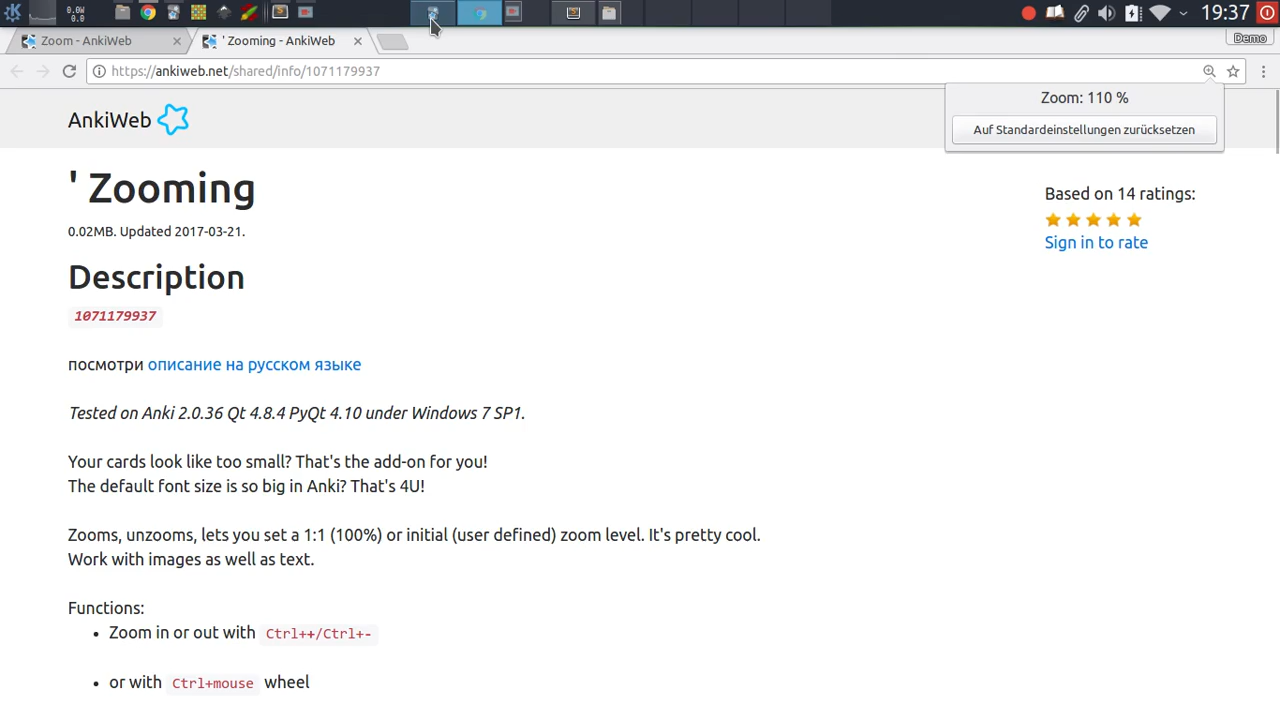 0.0W
0.0
19:37
Zoom - AnkiWeb
' Zooming - AnkiWeb
Demo
https://ankiweb.net/shared/info/1071179937
Zoom: 110 %
Auf Standardeinstellungen zurücksetzen
AnkiWeb
' Zooming
Based on 14 ratings:
0.02MB. Updated 2017-03-21.
Sign in to rate
Description
1071179937
посмотри описание на русском языке
Tested on Anki 2.0.36 Qt 4.8.4 PyQt 4.10 under Windows 7 SP1.
Your cards look like too small? That's the add-on for you!
The default font size is so big in Anki? That's 4U!
Zooms, unzooms, lets you set a 1:1 (100%) or initial (user defined) zoom level. It's pretty cool.
Work with images as well as text.
Functions:
• Zoom in or out with Ctrl++/Ctrl+-
• or with Ctrl+mouse wheel